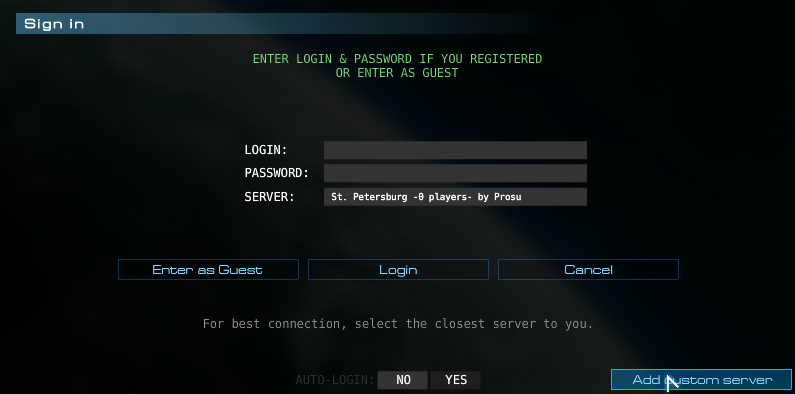 Sign in
ENTER LOGIN & PASSWORD IF YOU REGISTERED
OR ENTER AS GUEST
LOGIN:
PASSWORD:
SERVER: St. Petersburg -0 players- by Prosu
Enter as Guest Login Cancel
For best connection, select the closest server to you.
AUTO-LOGIN: NO YES Add custom server